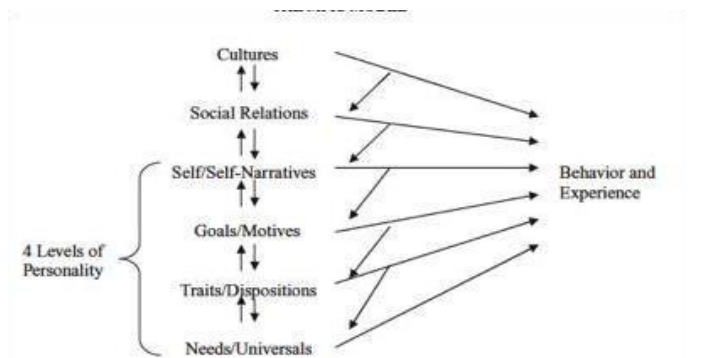 Cultures
Social Relations
Self/Self-Narratives
Goals/Motives
Traits/Dispositions
Needs/Universals
4 Levels of
Personality
Behavior and
Experience